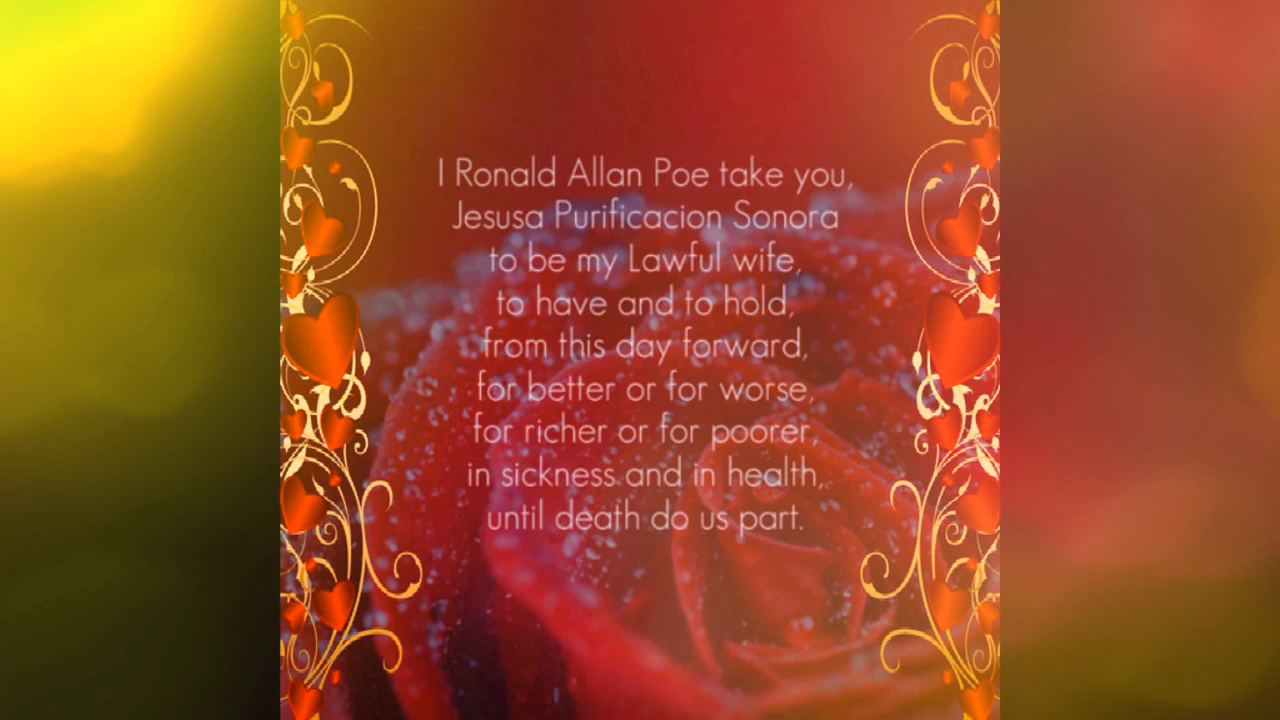 I Ronald Allan Poe take you,
Jesusa Purificacion Sonora
to be my Lawful wife,
to have and to hold,
from this day forward,
for better or for worse,
for richer or for poorer,
in sickness and in health,
until death do us part.